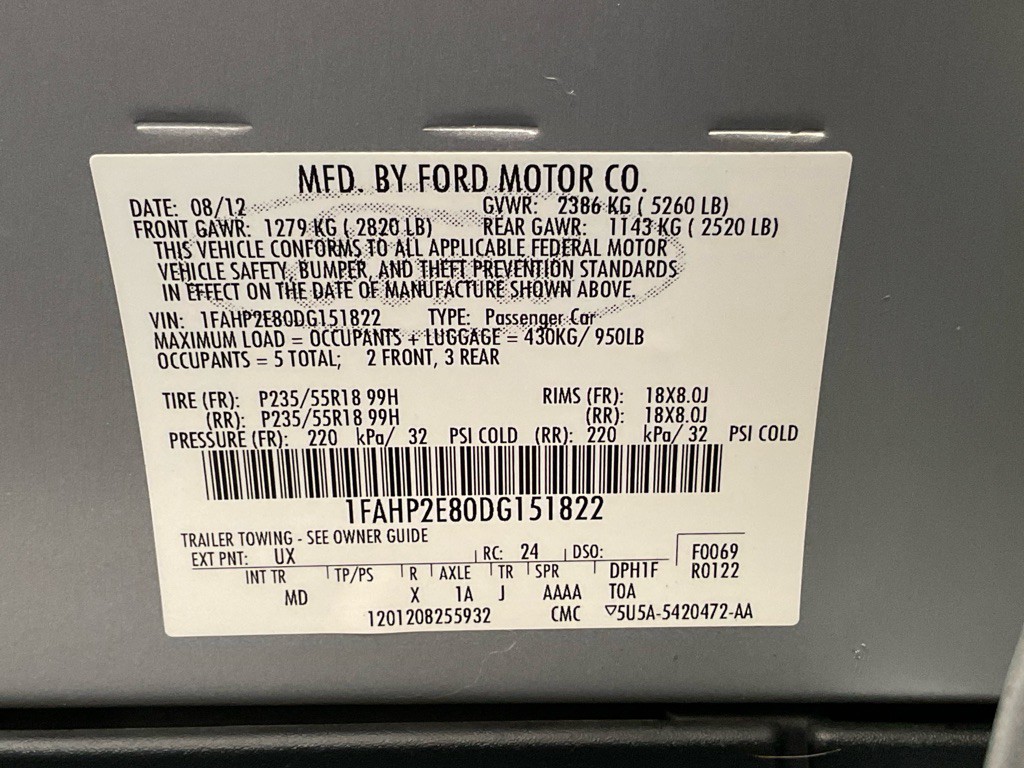 MFD. BY FORD MOTOR CO.
DATE: 08/12 GVWR: 2386 KG ( 5260 LB)
FRONT GAWR: 1279 KG ( 2820 LB) REAR GAWR: 1143 KG ( 2520 LB)
THIS VEHICLE CONFORMS TO ALL APPLICABLE FEDERAL MOTOR
VEHICLE SAFETY, BUMPER, AND THEFT PREVENTION STANDARDS
IN EFFECT ON THE DATE OF MANUFACTURE SHOWN ABOVE.
VIN: 1FAHP2E80DG151822 TYPE: Passenger Car
MAXIMUM LOAD = OCCUPANTS + LUGGAGE = 430KG/ 950LB
OCCUPANTS = 5 TOTAL; 2 FRONT, 3 REAR
TIRE (FR): P235/55R18 99H RIMS (FR): 18X8.0J
(RR): P235/55R18 99H (RR): 18X8.0J
PRESSURE (FR): 220 kPa/ 32 PSI COLD (RR): 220 kPa/ 32 PSI COLD
1FAHP2E80DG151822
TRAILER TOWING - SEE OWNER GUIDE
EXT PNT: UX RC: 24 DSO: F0069
INT TR TP/PS R AXLE TR SPR DPH1F R0122
MD X 1A J AAAA TOA
1201208255932 CMC ▽5U5A-5420472-AA